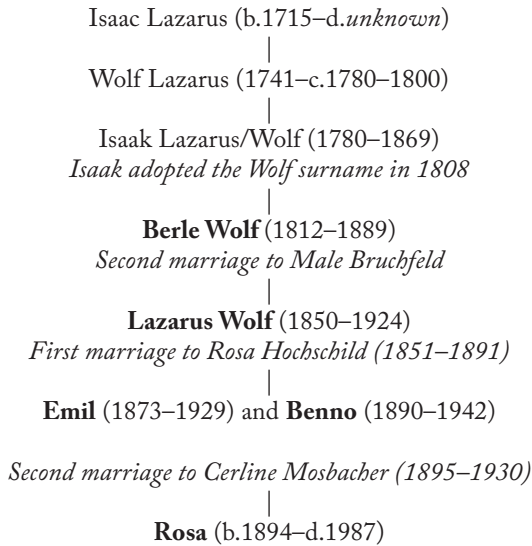 Isaac Lazarus (b.1715–d.unknown)
Wolf Lazarus (1741–c.1780–1800)
Isaak Lazarus/Wolf (1780–1869)
Isaak adopted the Wolf surname in 1808
Berle Wolf (1812–1889)
Second marriage to Male Bruchfeld
Lazarus Wolf (1850–1924)
First marriage to Rosa Hochschild (1851–1891)
Emil (1873–1929) and Benno (1890–1942)
Second marriage to Cerline Mosbacher (1895–1930)
Rosa (b.1894–d.1987)